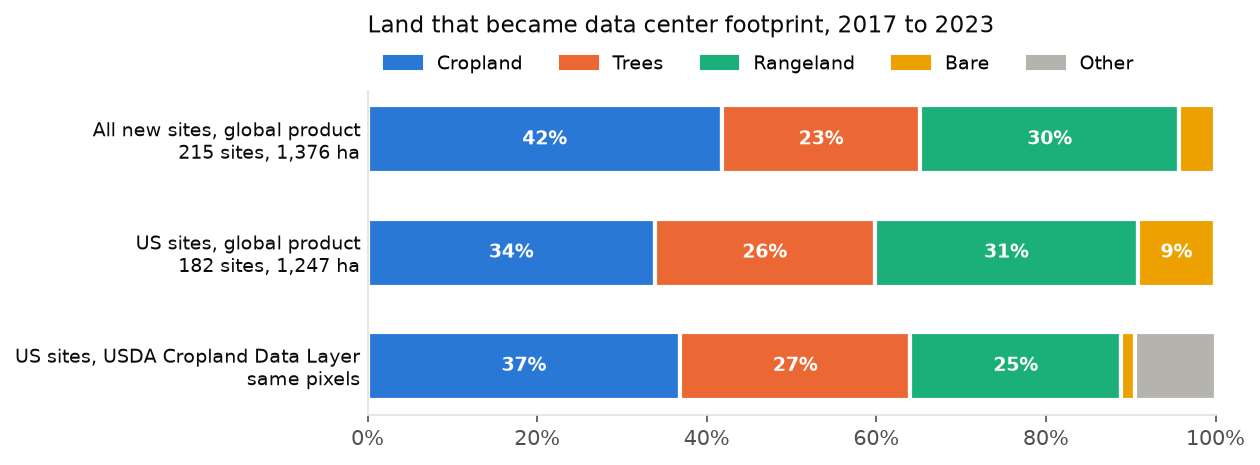 Land that became data center footprint, 2017 to 2023
Cropland Trees Rangeland Bare Other
All new sites, global product
215 sites, 1,376 ha
42% 23% 30%
US sites, global product
182 sites, 1,247 ha
34% 26% 31% 9%
US sites, USDA Cropland Data Layer
same pixels
37% 27% 25%
0% 20% 40% 60% 80% 100%